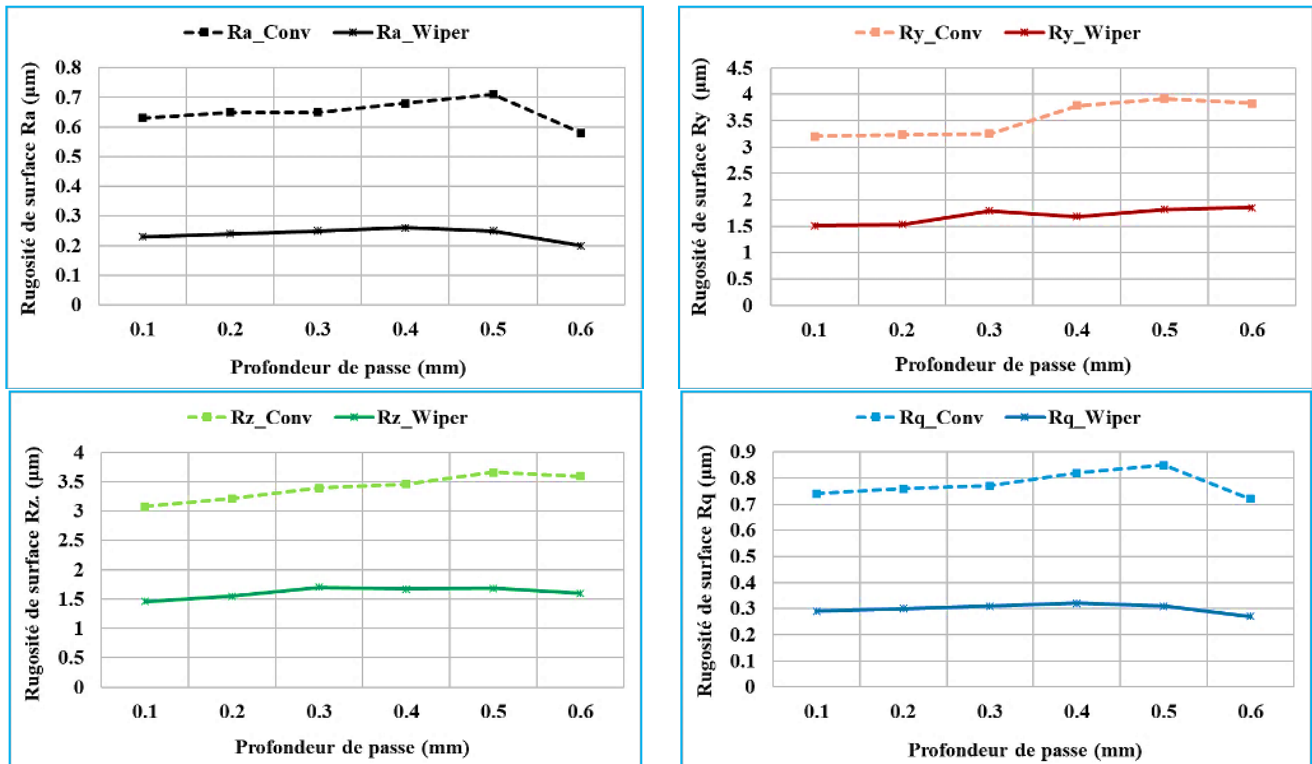 Ra_Conv Ra_Wiper
Rugosité de surface Ra (µm)
0.8
0.7
0.6
0.5
0.4
0.3
0.2
0.1
0
0.1 0.2 0.3 0.4 0.5 0.6
Profondeur de passe (mm)
Ry_Conv Ry_Wiper
Rugosité de surface Ry (µm)
4.5
4
3.5
3
2.5
2
1.5
1
0.5
0
0.1 0.2 0.3 0.4 0.5 0.6
Profondeur de passe (mm)
Rz_Conv Rz_Wiper
Rugosité de surface Rz. (µm)
4
3.5
3
2.5
2
1.5
1
0.5
0
0.1 0.2 0.3 0.4 0.5 0.6
Profondeur de passe (mm)
Rq_Conv Rq_Wiper
Rugosité de surface Rq (µm)
0.9
0.8
0.7
0.6
0.5
0.4
0.3
0.2
0.1
0
0.1 0.2 0.3 0.4 0.5 0.6
Profondeur de passe (mm)